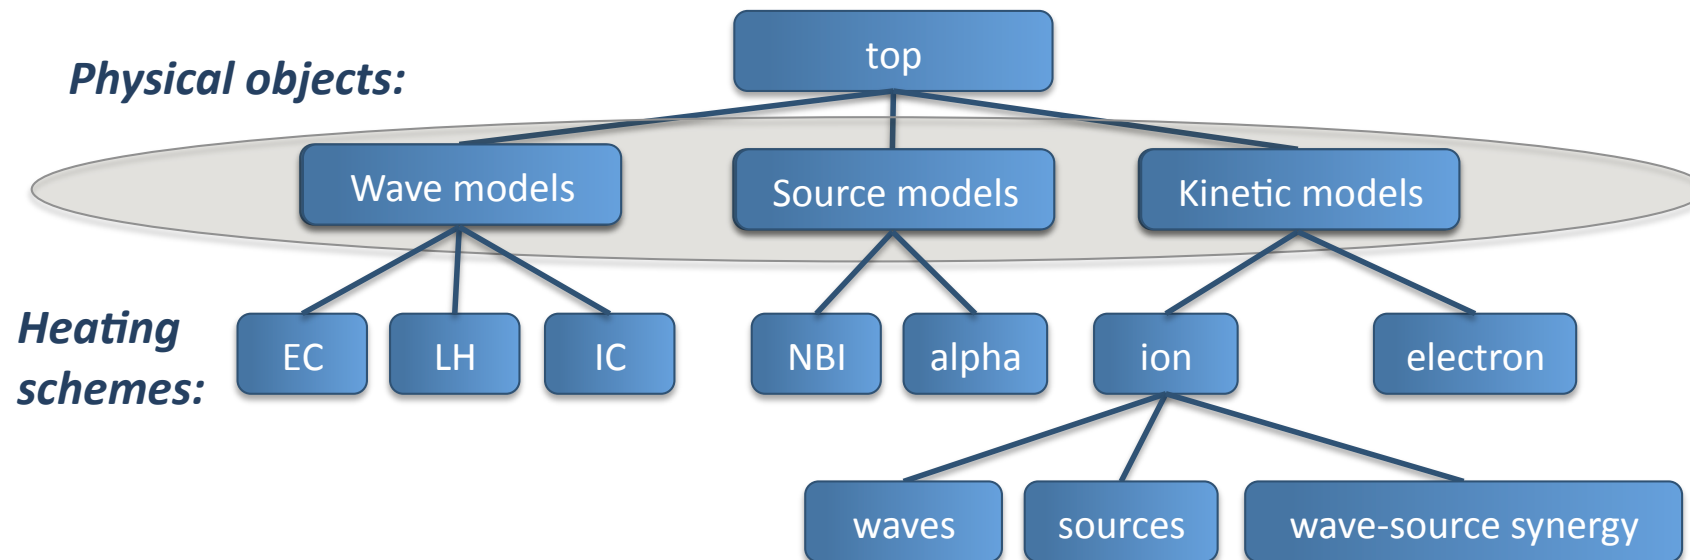 top
Physical objects:
Wave models
Source models
Kinetic models
Heating
schemes:
EC
LH
IC
NBI
alpha
ion
electron
waves
sources
wave-source synergy